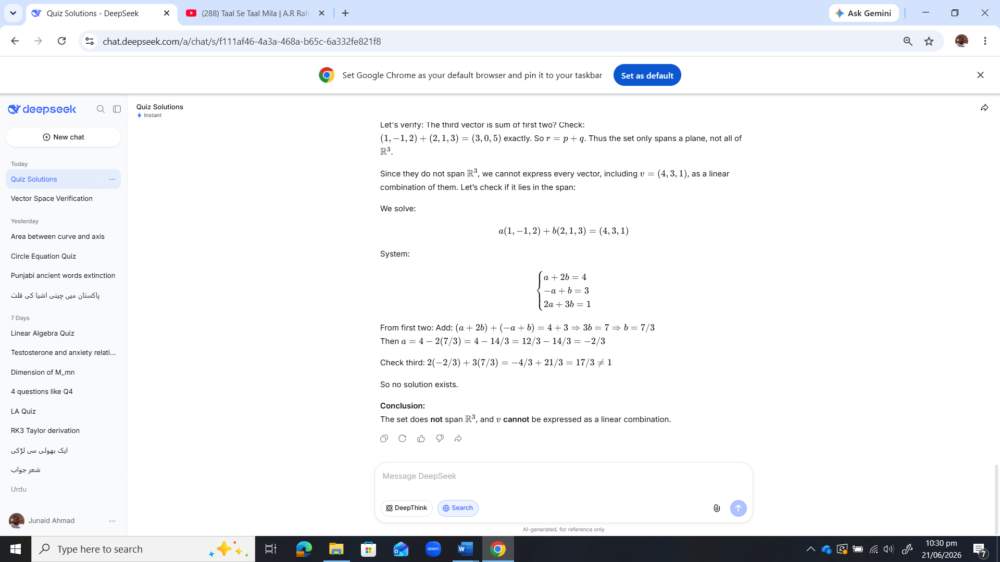 Quiz Solutions - DeepSeek
(288) Taal Se Taal Mila | A.R Rah
Ask Gemini
chat.deepseek.com/a/chat/s/f111af46-4a3a-468a-b65c-6a332fe821f8
Set Google Chrome as your default browser and pin it to your taskbar
Set as default
deepseek
New chat
Today
Quiz Solutions
Vector Space Verification
Yesterday
Area between curve and axis
Circle Equation Quiz
Punjabi ancient words extinction
پاکستان میں چینی اشیا کی قلت
7 Days
Linear Algebra Quiz
Testosterone and anxiety relati...
Dimension of M_mn
4 questions like Q4
LA Quiz
RK3 Taylor derivation
ایک بھولی سی لڑکی
شعر جواب
Urdu
Junaid Ahmad
Quiz Solutions
Instant
Let's verify: The third vector is sum of first two? Check:
(1, −1, 2) + (2, 1, 3) = (3, 0, 5) exactly. So r = p + q. Thus the set only spans a plane, not all of
ℝ³.
Since they do not span ℝ³, we cannot express every vector, including v = (4, 3, 1), as a linear
combination of them. Let’s check if it lies in the span:
We solve:
a(1, −1, 2) + b(2, 1, 3) = (4, 3, 1)
System:
a + 2b = 4
−a + b = 3
2a + 3b = 1
From first two: Add: (a + 2b) + (−a + b) = 4 + 3 ⇒ 3b = 7 ⇒ b = 7/3
Then a = 4 − 2(7/3) = 4 − 14/3 = 12/3 − 14/3 = −2/3
Check third: 2(−2/3) + 3(7/3) = −4/3 + 21/3 = 17/3 ≠ 1
So no solution exists.
Conclusion:
The set does not span ℝ³, and v cannot be expressed as a linear combination.
Message DeepSeek
DeepThink
Search
AI-generated, for reference only
Type here to search
zoom
W
10:30 pm
21/06/2026
7